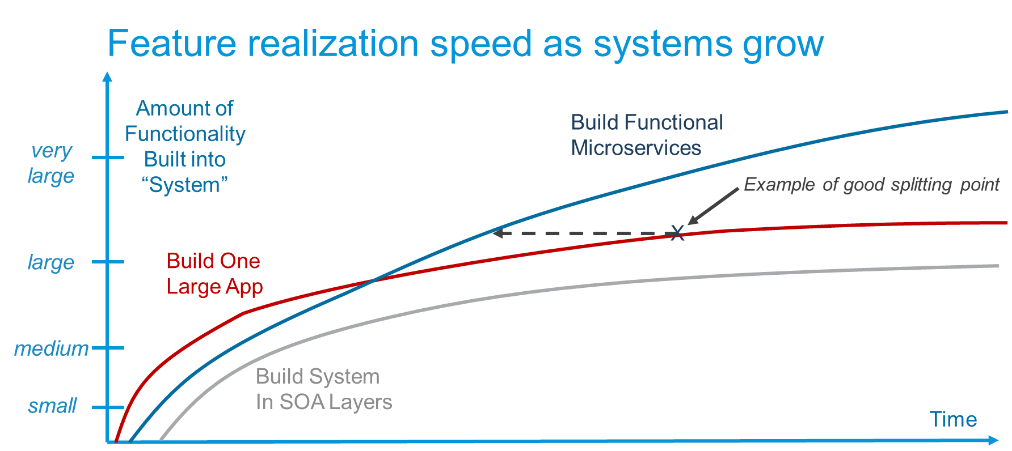 Feature realization speed as systems grow
Amount of
Functionality
Built into
“System”
very
large
large
medium
small
Build Functional
Microservices
Example of good splitting point
X
Build One
Large App
Build System
In SOA Layers
Time